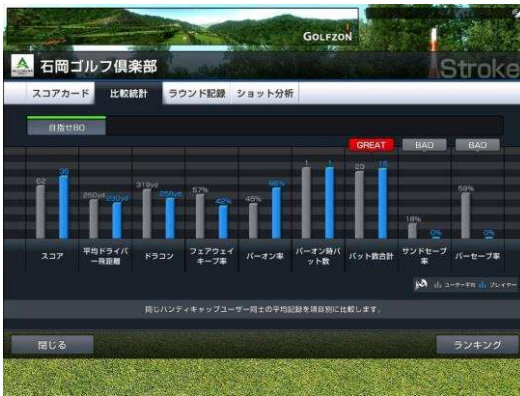 GOLFZON
石岡ゴルフ倶楽部
Stroke
スコアカード 比較統計 ラウンド記録 ショット分析
目指せ80
GREAT BAD BAD
62 39 250yd 230yd 319yd 258yd 57% 42% 45% 66% 1 1 23 15 18% 0% 59% 0%
スコア 平均ドライバー飛距離 ドラコン フェアウェイキープ率 パーオン率 パーオン時パット数 パット数合計 サンドセーブ率 パーセーブ率
ユーザー平均 プレイヤー
同じハンディキャップユーザー同士の平均記録を項目別に比較します。
閉じる ランキング